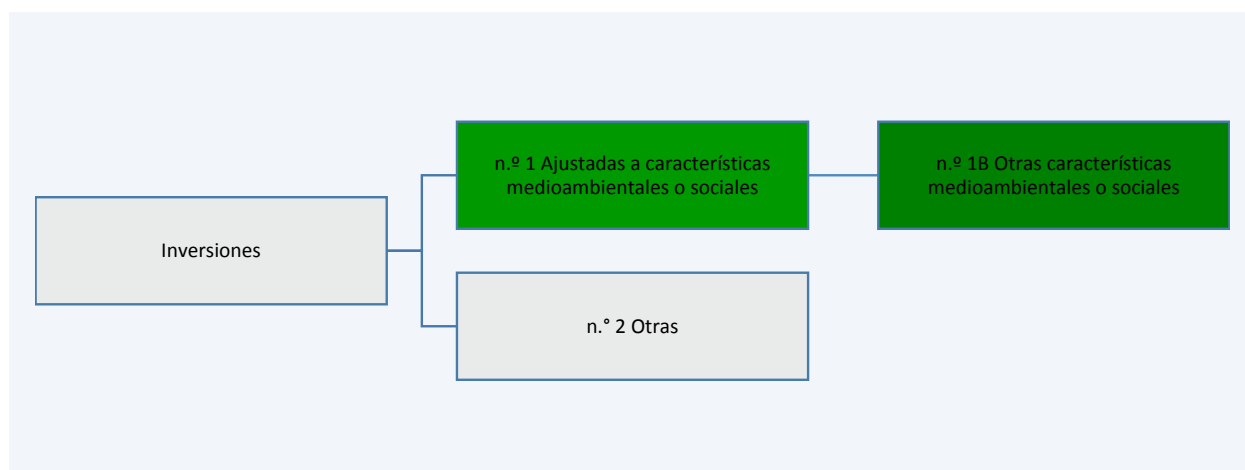 n.º 1 Ajustadas a características
medioambientales o sociales
n.º 1B Otras características
medioambientales o sociales
Inversiones
n.° 2 Otras